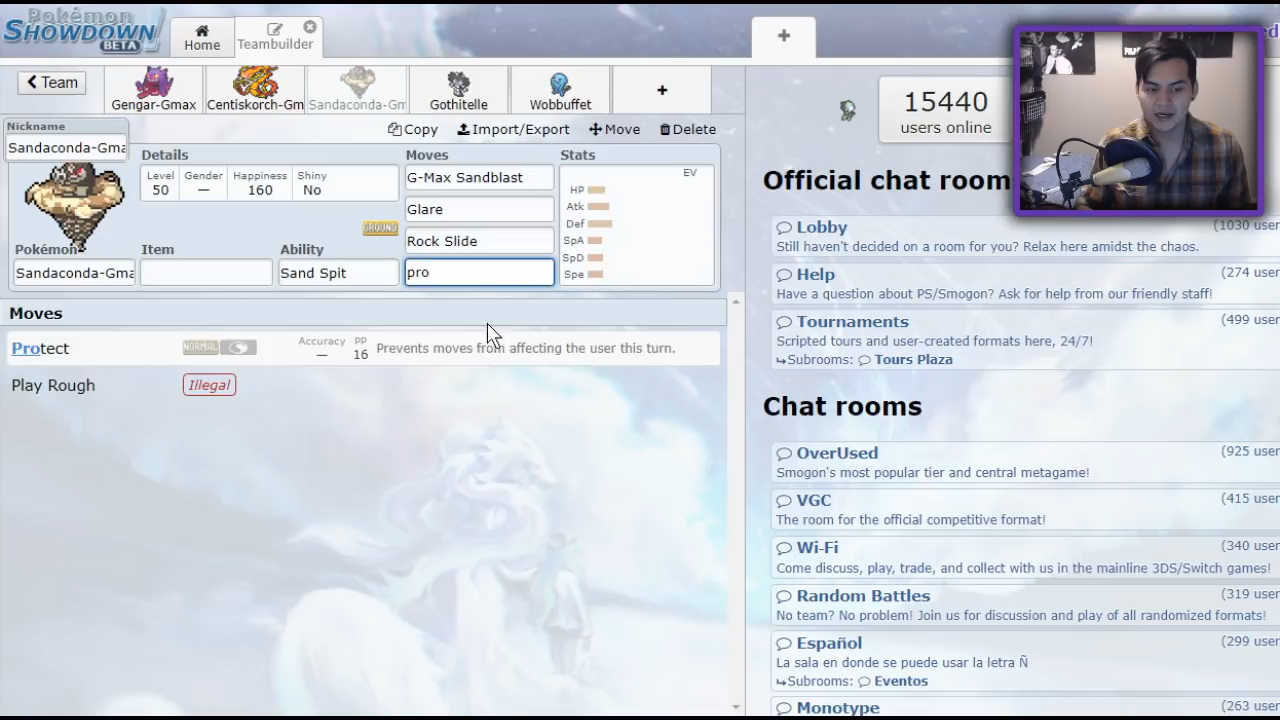 Pokémon
SHOWDOWN!
BETA
Home
Teambuilder
+
Team
Gengar-Gmax
Centiskorch-Gm
Sandaconda-Gm
Gothitelle
Wobbuffet
+
15440
users online
Copy
Import/Export
Move
Delete
Nickname
Sandaconda-Gma
Details
Level
50
Gender
—
Happiness
160
Shiny
No
GROUND
Pokémon
Sandaconda-Gma
Item
Ability
Sand Spit
Moves
G-Max Sandblast
Glare
Rock Slide
pro
Stats
EV
HP
Atk
Def
SpA
SpD
Spe
Moves
Protect
NORMAL
Accuracy
—
PP
16
Prevents moves from affecting the user this turn.
Play Rough
Illegal
Official chat room
Lobby
(1030 user
Still haven't decided on a room for you? Relax here amidst the chaos.
Help
(274 user
Have a question about PS/Smogon? Ask for help from our friendly staff!
Tournaments
(499 user
Scripted tours and user-created formats here, 24/7!
↳Subrooms: Tours Plaza
Chat rooms
OverUsed
(925 user
Smogon's most popular tier and central metagame!
VGC
(415 user
The room for the official competitive format!
Wi-Fi
(340 user
Come discuss, play, trade, and collect with us in the mainline 3DS/Switch games!
Random Battles
(319 user
No team? No problem! Join us for discussion and play of all randomized formats!
Español
(299 user
La sala en donde se puede usar la letra Ñ
↳Subrooms: Eventos
Monotype
(263 user